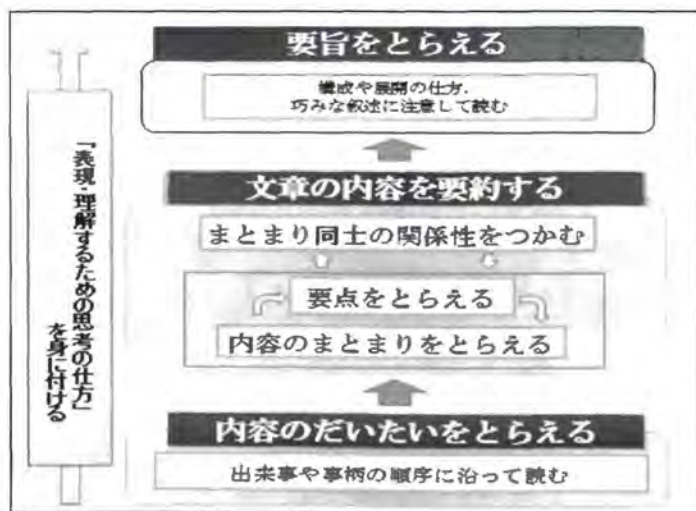 要旨をとらえる
構成や展開の仕方,
巧みな叙述に注意して読む
文章の内容を要約する
まとまり同士の関係性をつかむ
要点をとらえる
内容のまとまりをとらえる
内容のだいたいをとらえる
出来事や事柄の順序に沿って読む
「表現・理解するための思考の仕方」
を身に付ける